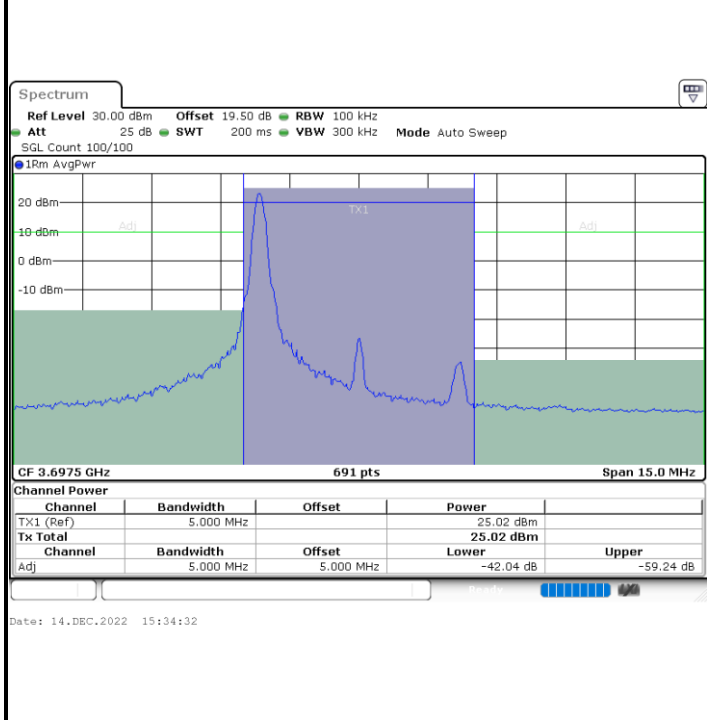 Spectrum
Ref Level 30.00 dBm Offset 19.50 dB RBW 100 kHz
Att 25 dB SWT 200 ms VBW 300 kHz Mode Auto Sweep
SGL Count 100/100
1Rm AvgPwr
20 dBm
TX1
Adj
Adj
10 dBm
0 dBm
-10 dBm
CF 3.6975 GHz 691 pts Span 15.0 MHz
Channel Power
Channel Bandwidth Offset Power
TX1 (Ref) 5.000 MHz 25.02 dBm
Tx Total 25.02 dBm
Channel Bandwidth Offset Lower Upper
Adj 5.000 MHz 5.000 MHz -42.04 dB -59.24 dB
Ready
Date: 14.DEC.2022 15:34:32